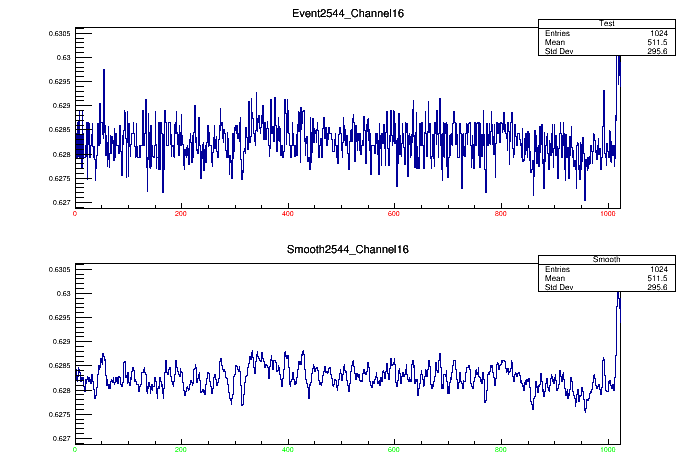 Event2544_Channel16
Test
Entries 1024
Mean 511.5
Std Dev 295.6
0.6305
0.63
0.6295
0.629
0.6285
0.628
0.6275
0.627
0 200 400 600 800 1000
Smooth2544_Channel16
Smooth
Entries 1024
Mean 511.5
Std Dev 295.6
0.6305
0.63
0.6295
0.629
0.6285
0.628
0.6275
0.627
0 200 400 600 800 1000